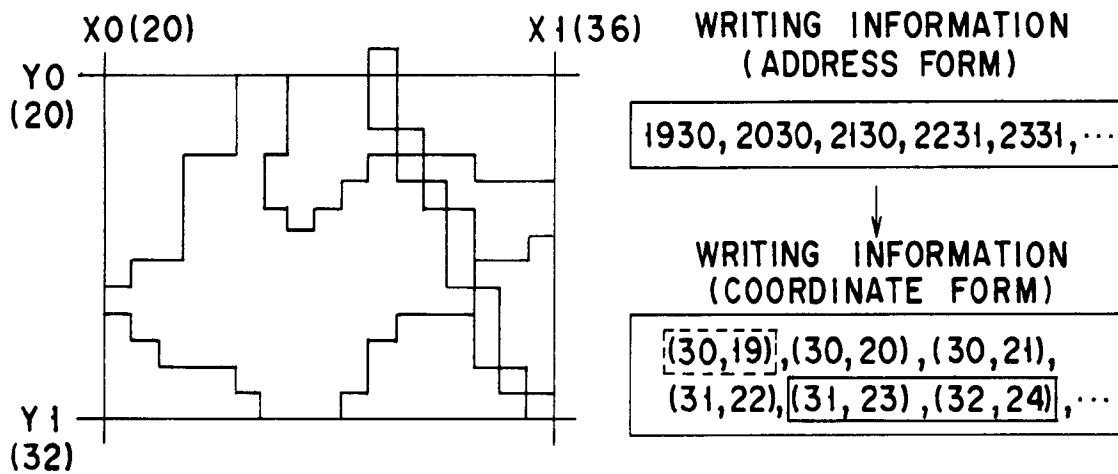 X0(20)
X1(36)
Y0
(20)
Y1
(32)
WRITING INFORMATION
(ADDRESS FORM)
1930, 2030, 2130, 2231, 2331, ...
WRITING INFORMATION
(COORDINATE FORM)
(30,19), (30,20), (30,21),
(31,22), (31,23), (32,24), ...